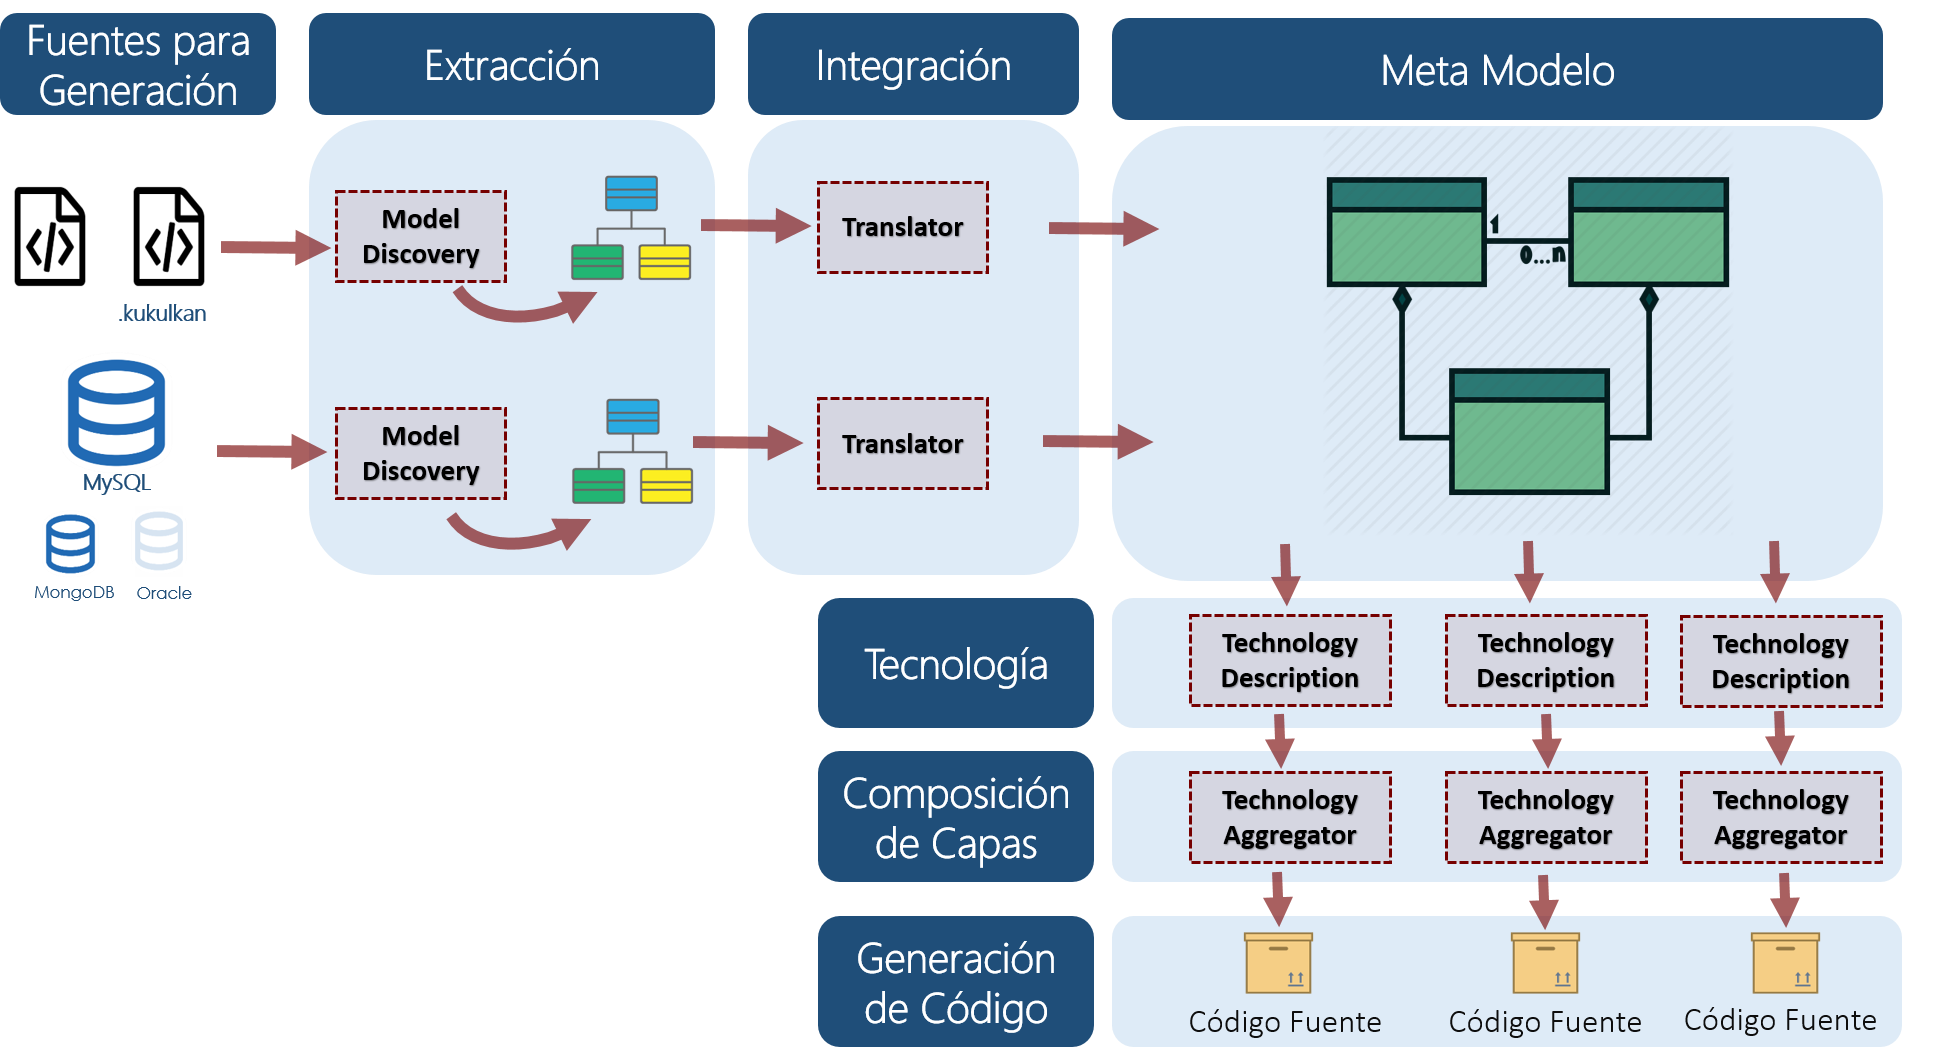 Fuentes para
Generación
Extracción
Integración
Meta Modelo
.kukulkan
Model
Discovery
Translator
1
0...n
MySQL
MongoDB
Oracle
Model
Discovery
Translator
Tecnología
Technology
Description
Technology
Description
Technology
Description
Composición
de Capas
Technology
Aggregator
Technology
Aggregator
Technology
Aggregator
Generación
de Código
Código Fuente
Código Fuente
Código Fuente